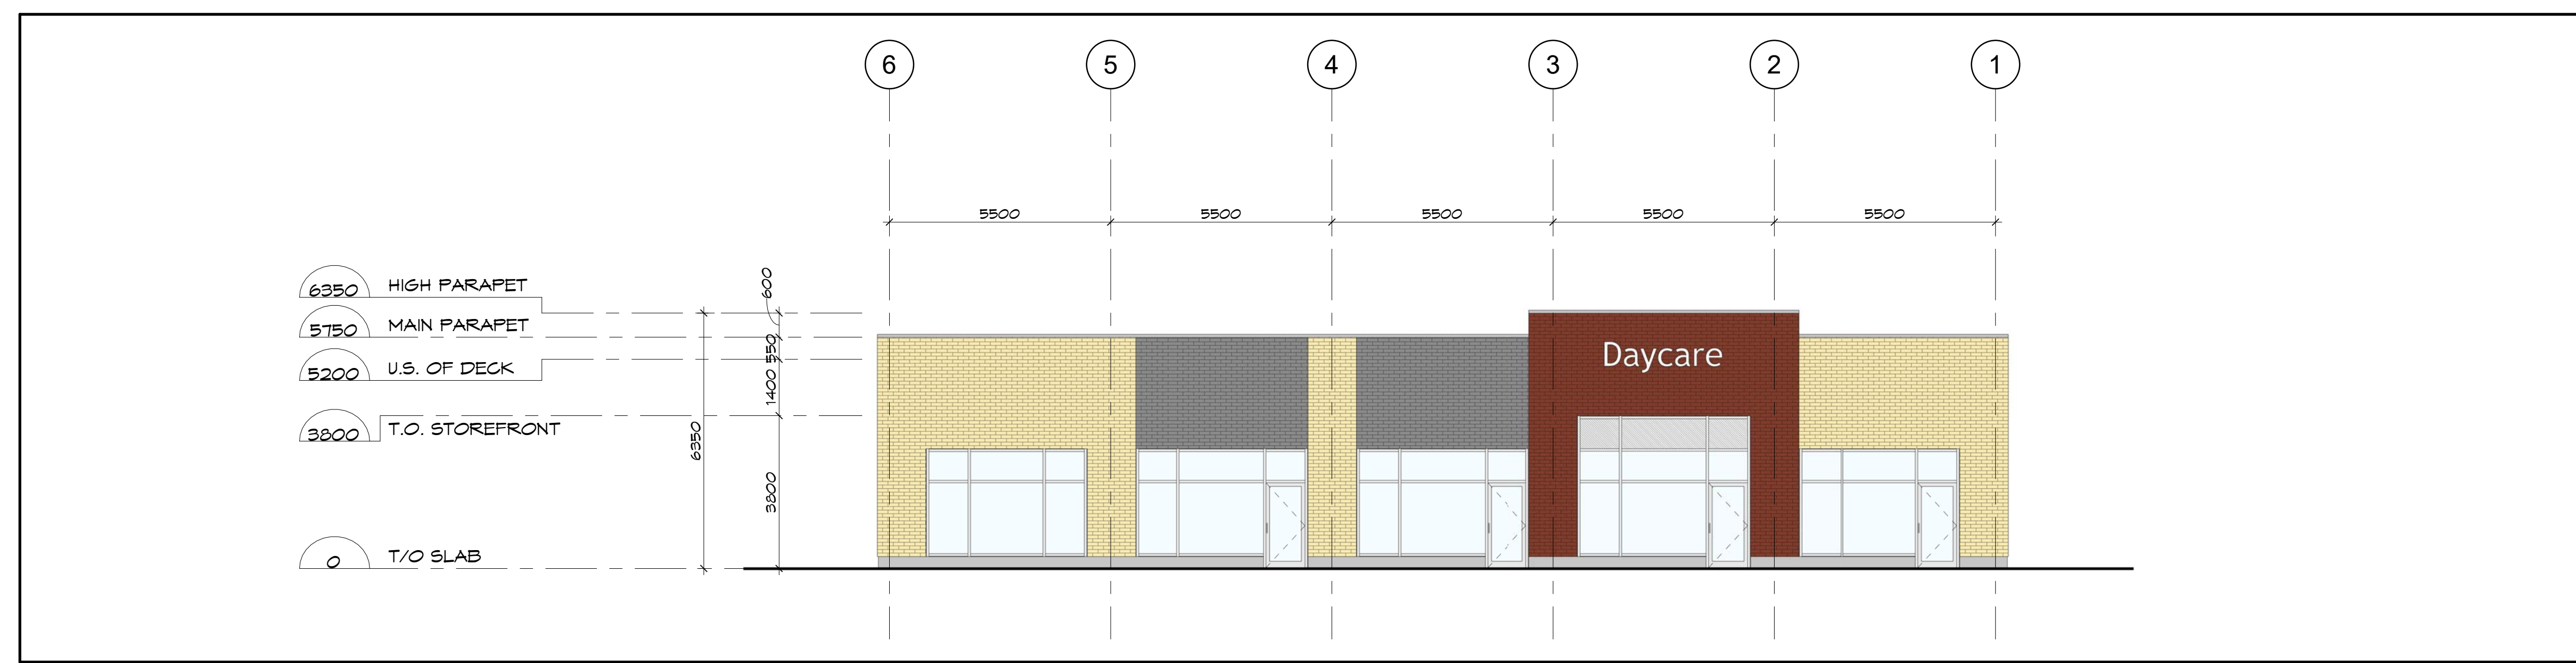 6 5 4 3 2 1
5500 5500 5500 5500 5500
6350 HIGH PARAPET
600
5750 MAIN PARAPET
550
5200 U.S. OF DECK
1400
Daycare
3800 T.O. STOREFRONT
6350
3800
0 T/O SLAB